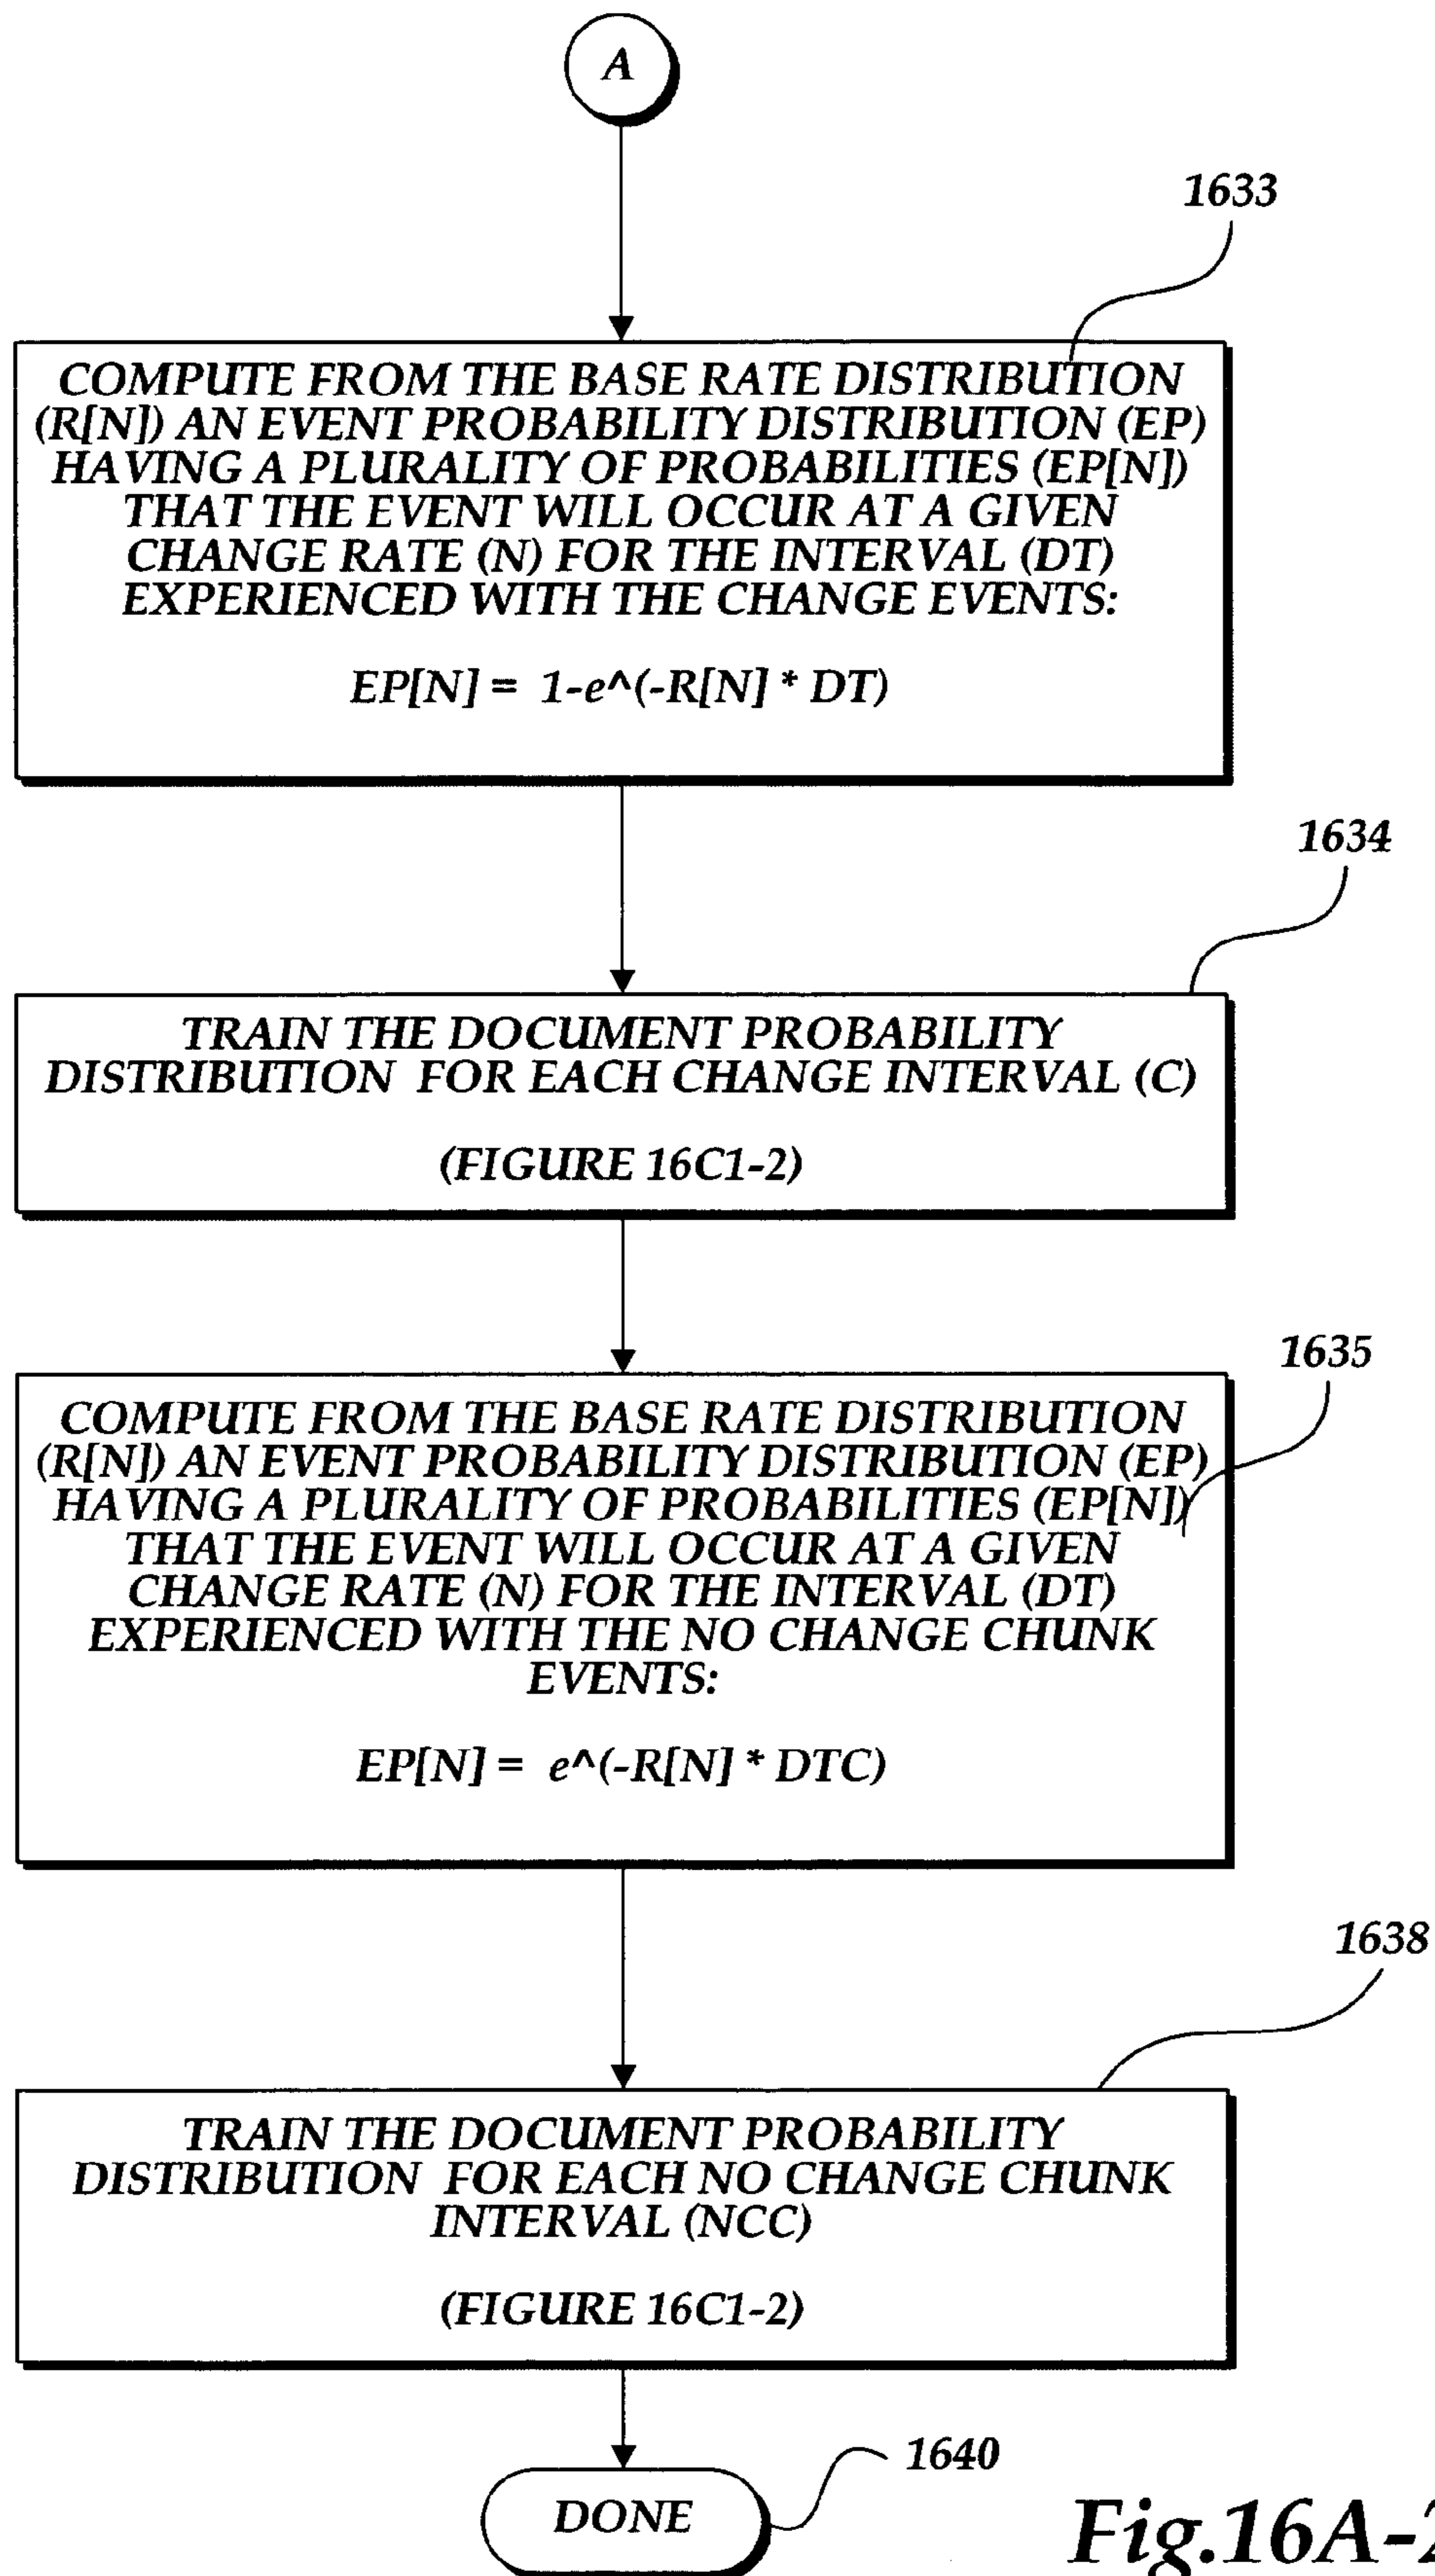 A
1633
COMPUTE FROM THE BASE RATE DISTRIBUTION
(R[N]) AN EVENT PROBABILITY DISTRIBUTION (EP)
HAVING A PLURALITY OF PROBABILITIES (EP[N])
THAT THE EVENT WILL OCCUR AT A GIVEN
CHANGE RATE (N) FOR THE INTERVAL (DT)
EXPERIENCED WITH THE CHANGE EVENTS:
EP[N] = 1-e^(-R[N] * DT)
1634
TRAIN THE DOCUMENT PROBABILITY
DISTRIBUTION FOR EACH CHANGE INTERVAL (C)
(FIGURE 16C1-2)
1635
COMPUTE FROM THE BASE RATE DISTRIBUTION
(R[N]) AN EVENT PROBABILITY DISTRIBUTION (EP)
HAVING A PLURALITY OF PROBABILITIES (EP[N])
THAT THE EVENT WILL OCCUR AT A GIVEN
CHANGE RATE (N) FOR THE INTERVAL (DT)
EXPERIENCED WITH THE NO CHANGE CHUNK
EVENTS:
EP[N] = e^(-R[N] * DTC)
1638
TRAIN THE DOCUMENT PROBABILITY
DISTRIBUTION FOR EACH NO CHANGE CHUNK
INTERVAL (NCC)
(FIGURE 16C1-2)
1640
DONE
Fig.16A-2